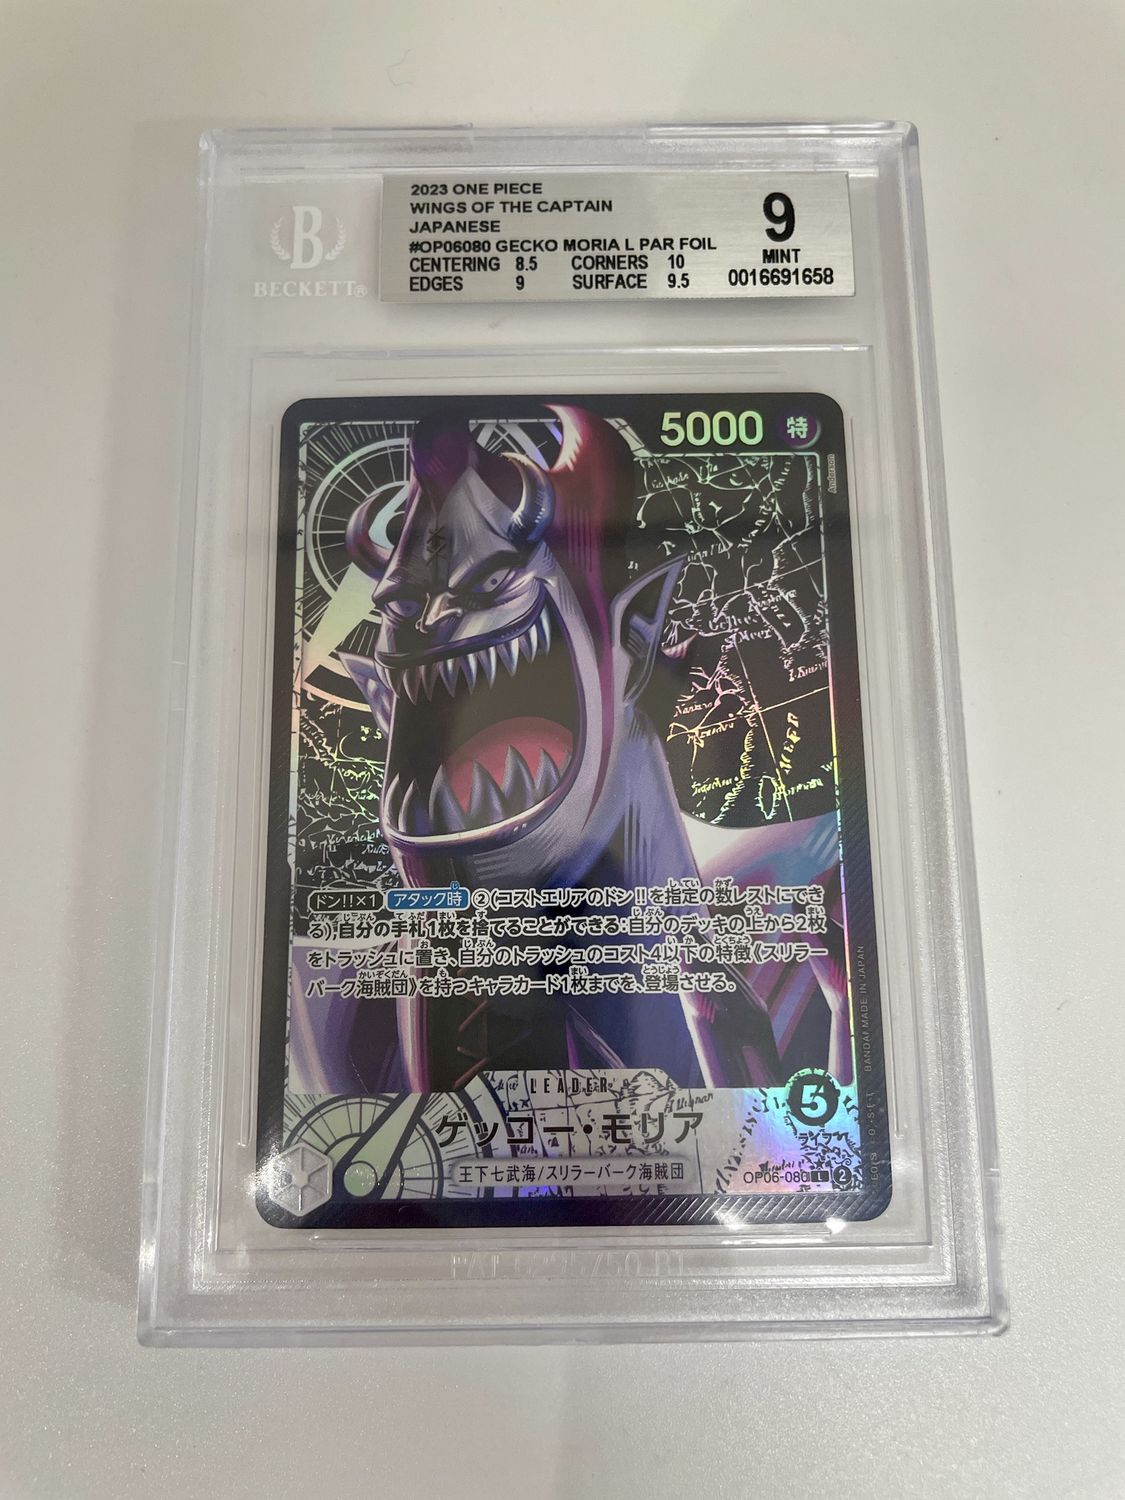 2023 ONE PIECE
WINGS OF THE CAPTAIN
JAPANESE
#OP06080 GECKO MORIA L PAR FOIL
CENTERING 8.5 CORNERS 10
EDGES 9 SURFACE 9.5
9
MINT
0016691658
B
BECKETT®
5000 特
Anderson
ドン!!×1 アタック時 ②(コストエリアのドン!!を指定の数レストにでき
る),自分の手札1枚を捨てることができる:自分のデッキの上から2枚
をトラッシュに置き、自分のトラッシュのコスト4以下の特徴《スリラー
バーク海賊団》を持つキャラカード1枚までを、登場させる。
BANDAI MADE IN JAPAN
LEADER
5
ライフ
ゲッコー・モリア
王下七武海/スリラーバーク海賊団
OP06-080 L 2